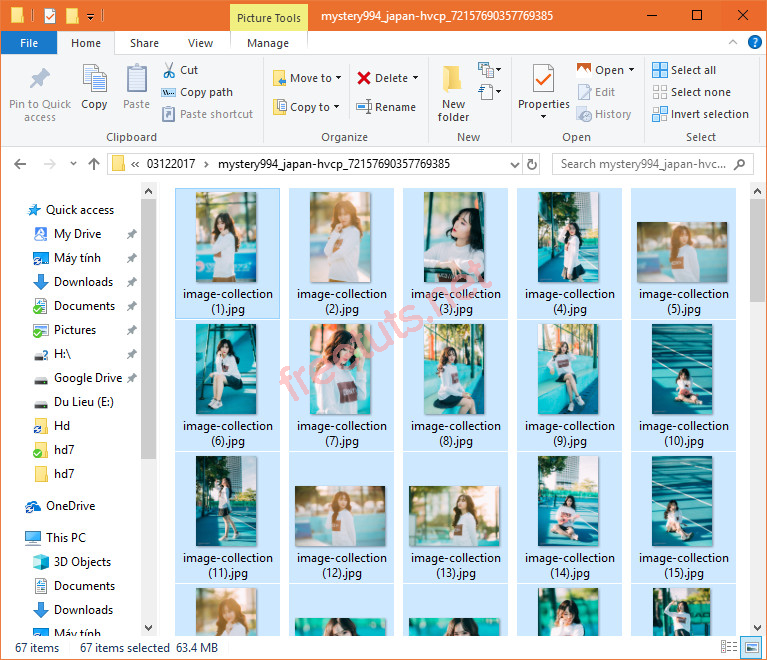 Picture Tools
mystery994_japan-hvcp_72157690357769385
File
Home
Share
View
Manage
Pin to Quick
access
Copy
Paste
Cut
Copy path
Paste shortcut
Clipboard
Move to
Copy to
Delete
Rename
Organize
New
folder
New
Properties
Open
Edit
History
Open
Select all
Select none
Invert selection
Select
« 03122017 › mystery994_japan-hvcp_72157690357769385
Search mystery994_japan-hvc...
Quick access
My Drive
Máy tính
Downloads
Documents
Pictures
H:\
Google Drive
Du Lieu (E:)
Hd
hd7
hd7
OneDrive
This PC
3D Objects
Documents
Downloads
Máy tính
image-collection
(1).jpg
image-collection
(2).jpg
image-collection
(3).jpg
image-collection
(4).jpg
image-collection
(5).jpg
image-collection
(6).jpg
image-collection
(7).jpg
image-collection
(8).jpg
image-collection
(9).jpg
image-collection
(10).jpg
image-collection
(11).jpg
image-collection
(12).jpg
image-collection
(13).jpg
image-collection
(14).jpg
image-collection
(15).jpg
freetuts.net
67 items
67 items selected 63.4 MB